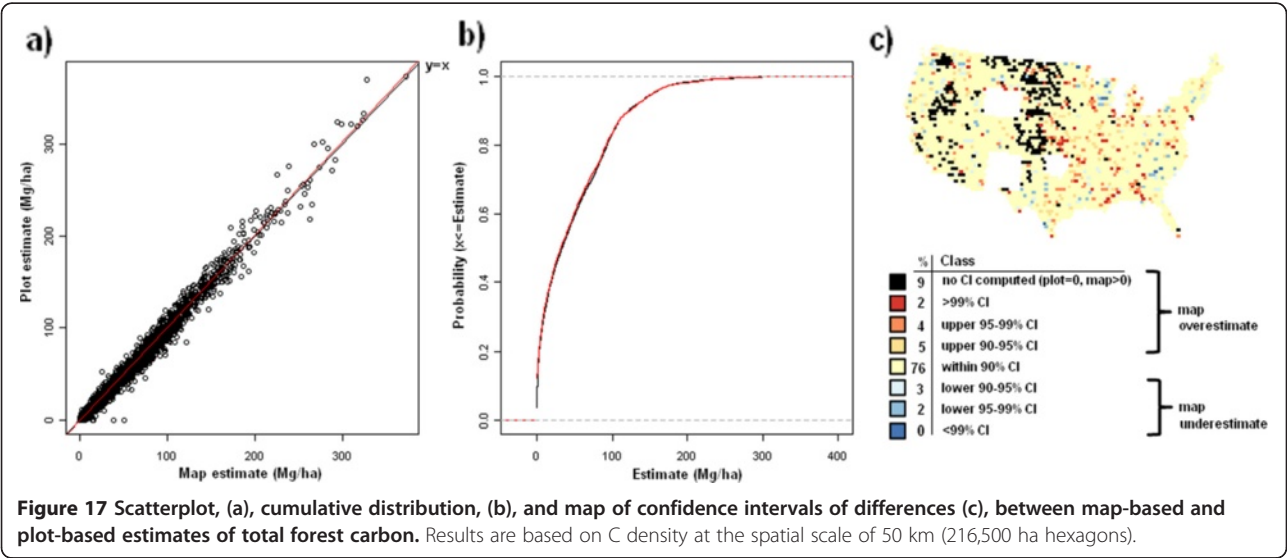 a)
y=x
Plot estimate (Mg/ha)
0
100
200
300
0
100
200
300
Map estimate (Mg/ha)
b)
Probability (x<=Estimate)
0.0
0.2
0.4
0.6
0.8
1.0
0
100
200
300
400
Estimate (Mg/ha)
c)
% Class
9 no CI computed (plot=0, map>0)
2 >99% CI
4 upper 95-99% CI
5 upper 90-95% CI
76 within 90% CI
3 lower 90-95% CI
2 lower 95-99% CI
0 <99% CI
map
overestimate
map
underestimate
Figure 17 Scatterplot, (a), cumulative distribution, (b), and map of confidence intervals of differences (c), between map-based and
plot-based estimates of total forest carbon. Results are based on C density at the spatial scale of 50 km (216,500 ha hexagons).